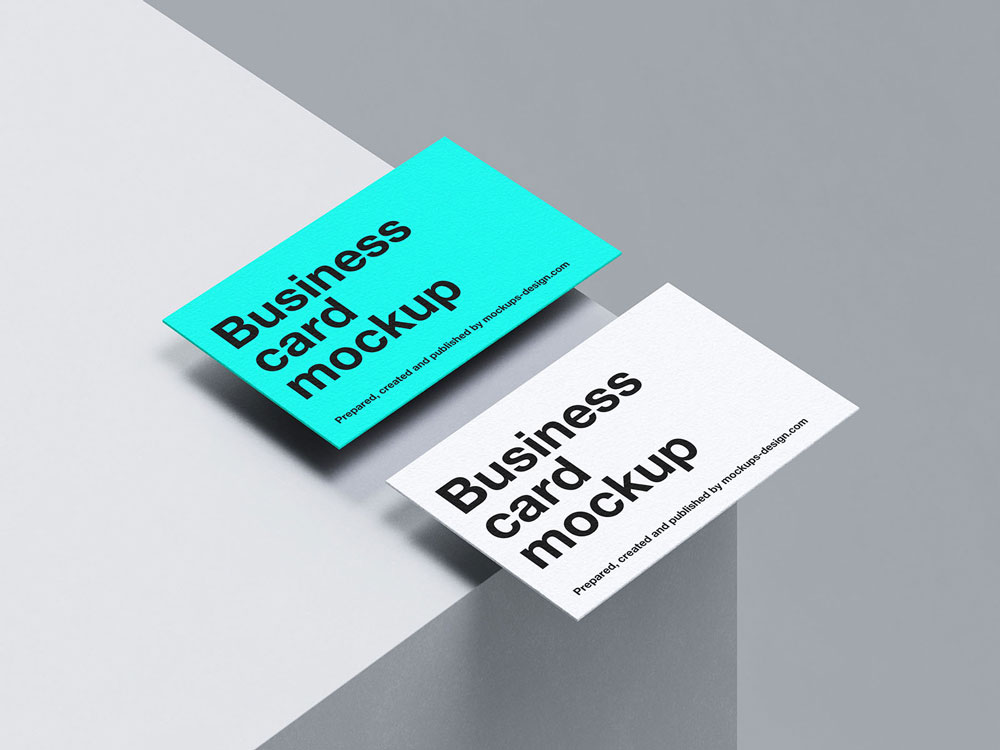 Business
card
mockup
Prepared, created and published by mockups-design.com
Business
card
mockup
Prepared, created and published by mockups-design.com